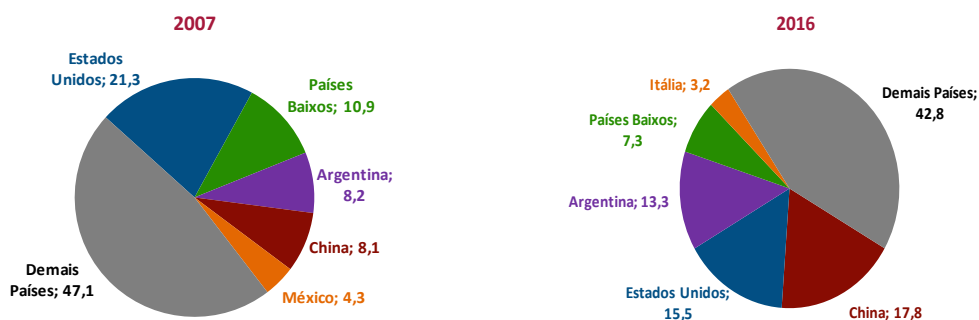 2007
Estados
Unidos; 21,3
Países
Baixos; 10,9
Argentina;
8,2
China; 8,1
México; 4,3
Demais
Países; 47,1
2016
Itália; 3,2
Demais Países;
42,8
Países Baixos;
7,3
Argentina; 13,3
Estados Unidos;
15,5
China; 17,8